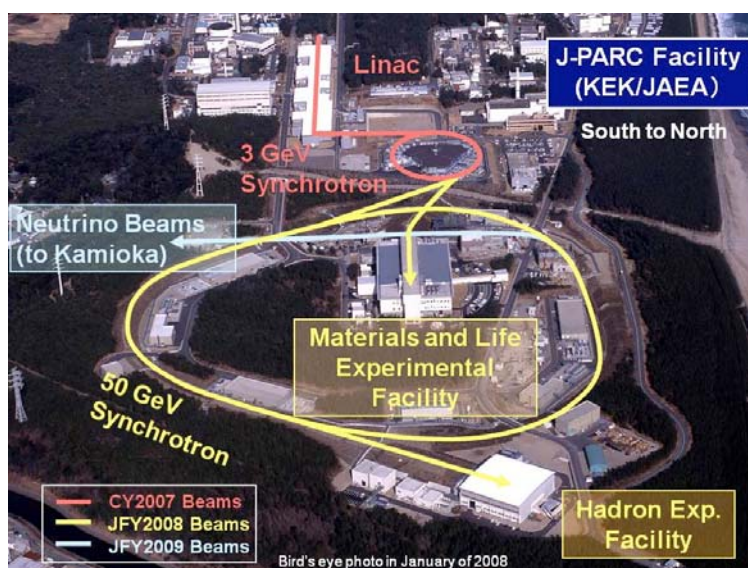 Linac
J-PARC Facility
(KEK/JAEA）
South to North
3 GeV
Synchrotron
Neutrino Beams
(to Kamioka)
Materials and Life
Experimental
Facility
50 GeV
Synchrotron
CY2007 Beams
JFY2008 Beams
JFY2009 Beams
Hadron Exp.
Facility
Bird's eye photo in January of 2008